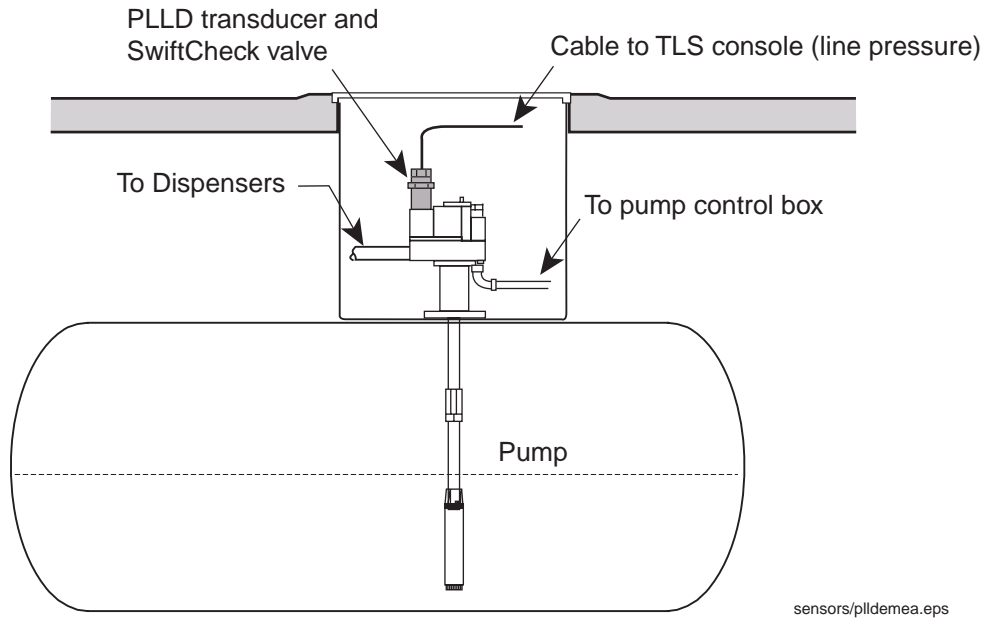 PLLD transducer and
SwiftCheck valve
Cable to TLS console (line pressure)
To Dispensers
To pump control box
Pump
sensors/plldemea.eps